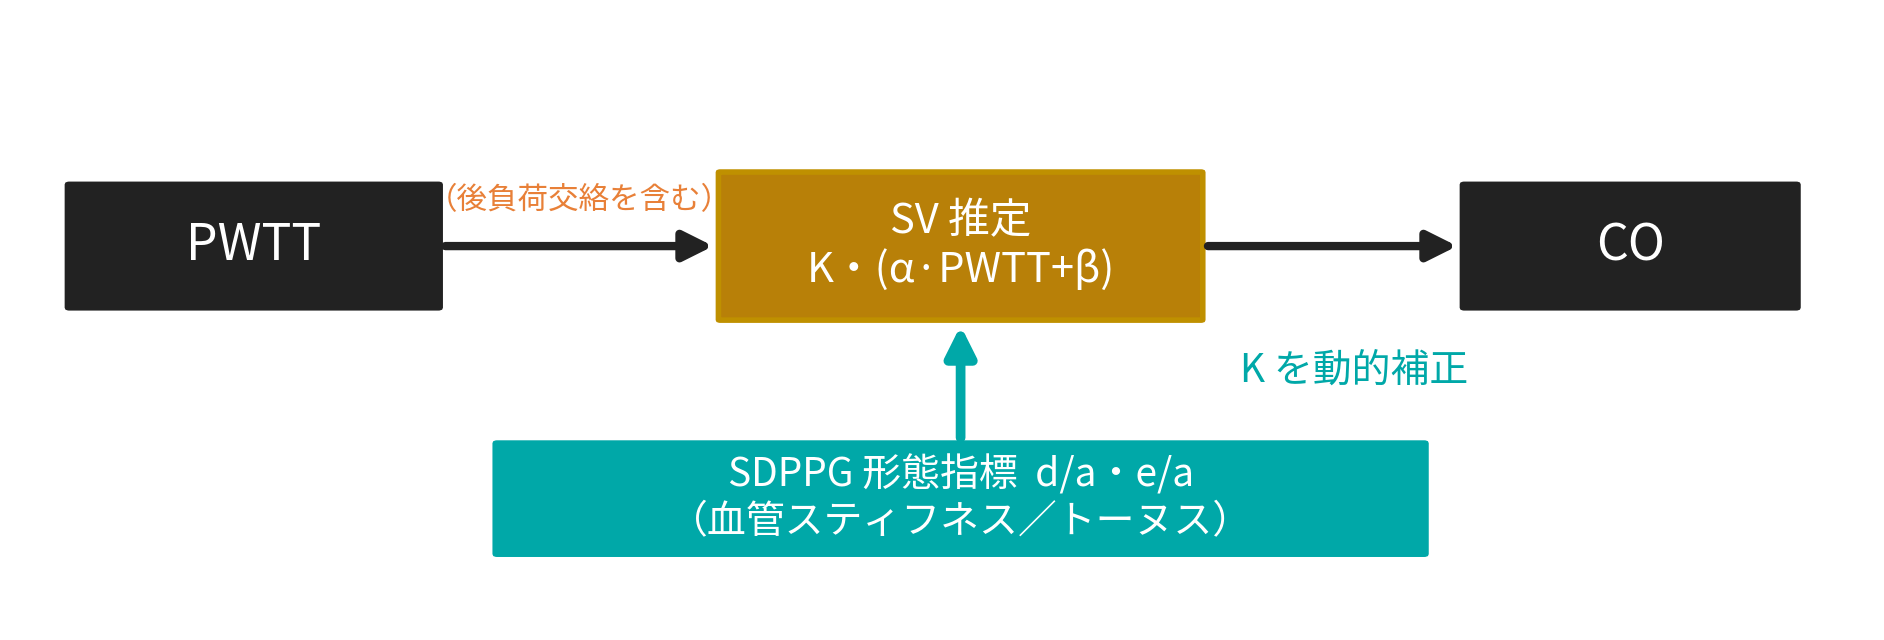 PWTT
（後負荷交絡を含む）
SV 推定
K・(α·PWTT+β)
CO
K を動的補正
SDPPG 形態指標 d/a・e/a
（血管スティフネス／トーヌス）